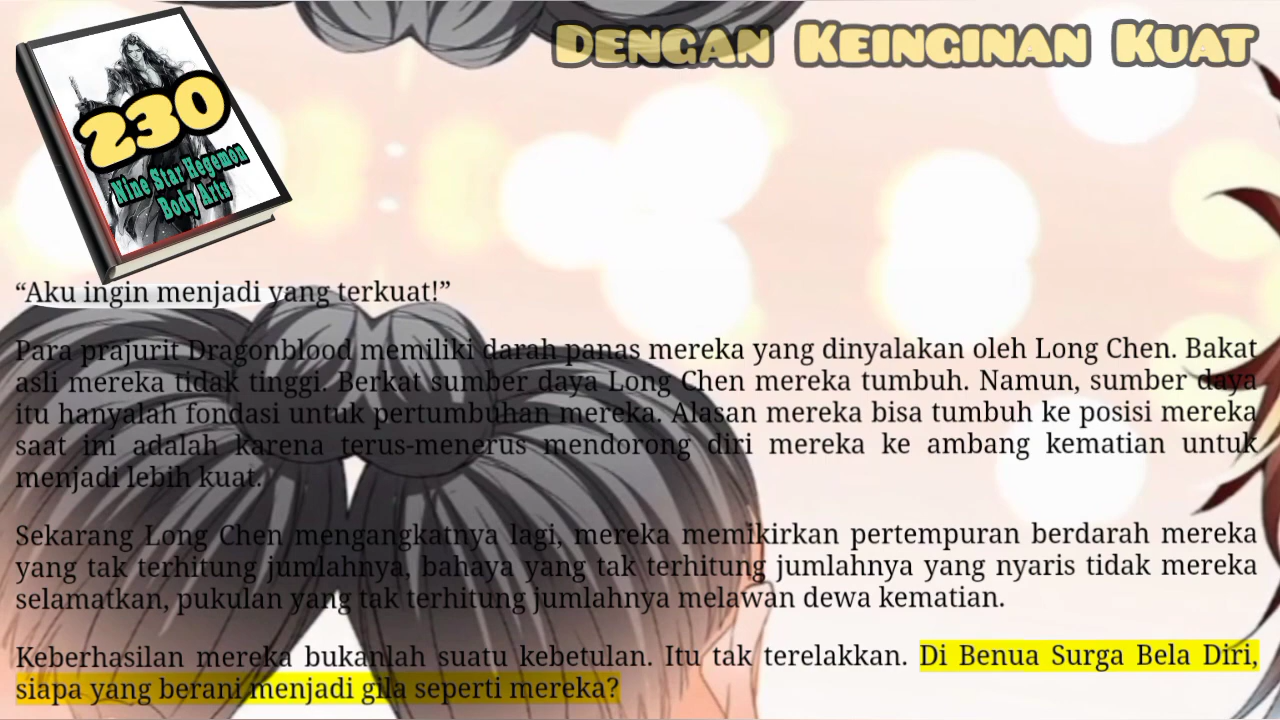 Dengan Keinginan Kuat
230
Nine Star Hegemon
Body Arts
“Aku ingin menjadi yang terkuat!”
Para prajurit Dragonblood memiliki darah panas mereka yang dinyalakan oleh Long Chen. Bakat
asli mereka tidak tinggi. Berkat sumber daya Long Chen mereka tumbuh. Namun, sumber daya
itu hanyalah fondasi untuk pertumbuhan mereka. Alasan mereka bisa tumbuh ke posisi mereka
saat ini adalah karena terus-menerus mendorong diri mereka ke ambang kematian untuk
menjadi lebih kuat.
Sekarang Long Chen mengangkatnya lagi, mereka memikirkan pertempuran berdarah mereka
yang tak terhitung jumlahnya, bahaya yang tak terhitung jumlahnya yang nyaris tidak mereka
selamatkan, pukulan yang tak terhitung jumlahnya melawan dewa kematian.
Keberhasilan mereka bukanlah suatu kebetulan. Itu tak terelakkan. Di Benua Surga Bela Diri,
siapa yang berani menjadi gila seperti mereka?